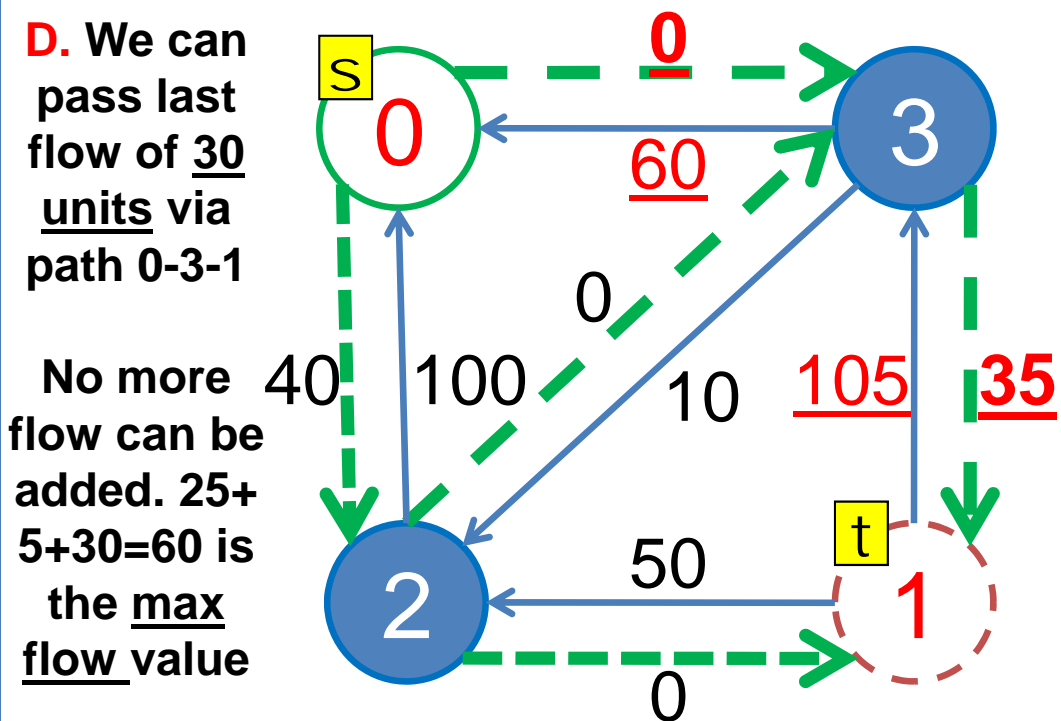 D. We can
pass last
flow of 30
units via
path 0-3-1
No more
flow can be
added. 25+
5+30=60 is
the max
flow value
0
s
0
3
60
0
40
100
10
105
35
t
50
2
1
0